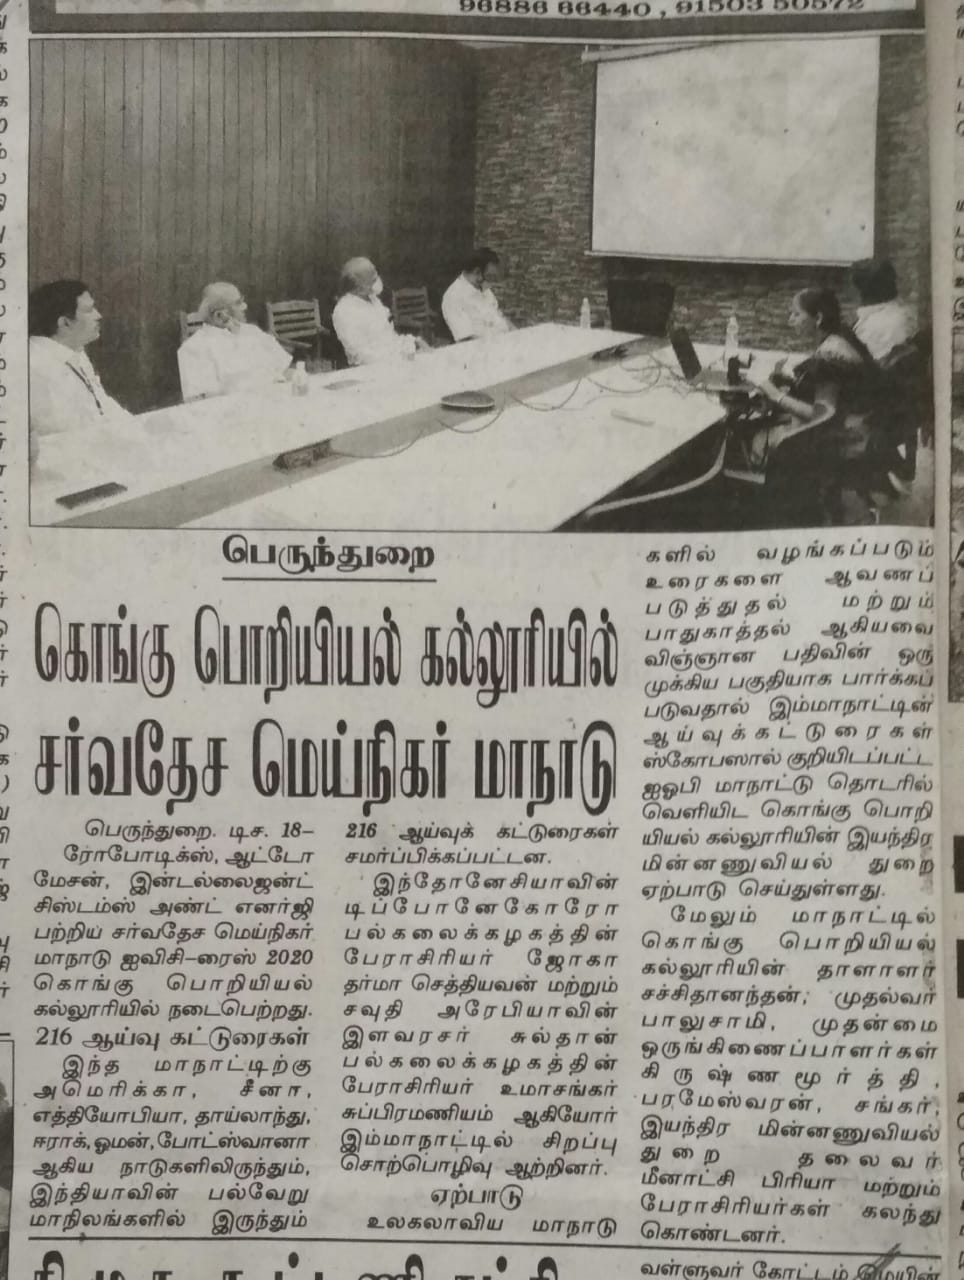 96886 66440, 91503 50572
பெருந்துறை
கொங்கு பொறியியல் கல்லூரியில்
சர்வதேச மெய்நிகர் மாநாடு
பெருந்துறை. டிச. 18–
ரோபோடிக்ஸ், ஆட்டோ
மேசன், இன்டல்லைஜன்ட்
சிஸ்டம்ஸ் அண்ட் எனர்ஜி
பற்றிய சர்வதேச மெய்நிகர்
மாநாடு ஐவிசி–ரைஸ் 2020
கொங்கு பொறியியல்
கல்லூரியில் நடைபெற்றது.
216 ஆய்வு கட்டுரைகள்
இந்த மாநாட்டிற்கு
அமெரிக்கா, சீனா,
எத்தியோபியா, தாய்லாந்து,
ஈராக், ஓமன், போட்ஸ்வானா
ஆகிய நாடுகளிலிருந்தும்,
இந்தியாவின் பல்வேறு
மாநிலங்களில் இருந்தும்
216 ஆய்வுக் கட்டுரைகள்
சமர்ப்பிக்கப்பட்டன.
இந்தோனேசியாவின்
டிப்போனேகோரோ
பல்கலைக்கழகத்தின்
பேராசிரியர் ஜோகா
தர்மா செத்தியவன் மற்றும்
சவுதி அரேபியாவின்
இளவரசர் சுல்தான்
பல்கலைக்கழகத்தின்
பேராசிரியர் உமாசங்கர்
சுப்பிரமணியம் ஆகியோர்
இம்மாநாட்டில் சிறப்பு
சொற்பொழிவு ஆற்றினர்.
ஏற்பாடு
உலகலாவிய மாநாடு
களில் வழங்கப்படும்
உரைகளை ஆவணப்
படுத்துதல் மற்றும்
பாதுகாத்தல் ஆகியவை
விஞ்ஞான பதிவின் ஒரு
முக்கிய பகுதியாக பார்க்கப்
படுவதால் இம்மாநாட்டின்
ஆய்வுக்கட்டுரைகள்
ஸ்கோபஸால் குறியிடப்பட்ட
ஐஓபி மாநாட்டு தொடரில்
வெளியிட கொங்கு பொறி
யியல் கல்லூரியின் இயந்திர
மின்னணுவியல் துறை
ஏற்பாடு செய்துள்ளது.
மேலும் மாநாட்டில்
கொங்கு பொறியியல்
கல்லூரியின் தாளாளர்
சச்சிதானந்தன், முதல்வர்
பாலுசாமி, முதன்மை
ஒருங்கிணைப்பாளர்கள்
கிருஷ்ணமூர்த்தி,
பரமேஸ்வரன், சங்கர்,
இயந்திர மின்னணுவியல்
துறை தலைவர்
மீனாட்சி பிரியா மற்றும்
பேராசிரியர்கள் கலந்து
கொண்டனர்.
வள்ளுவர் கோட்டம்